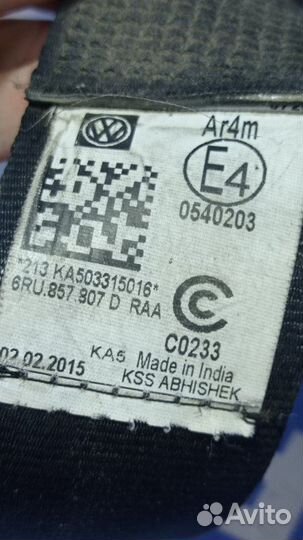 Ar4m
E4
0540203
*213 KA503315016*
6RU.857.807 D RAA
C0233
02.02.2015 KA5 Made in India
KSS ABHISHEK
Avito